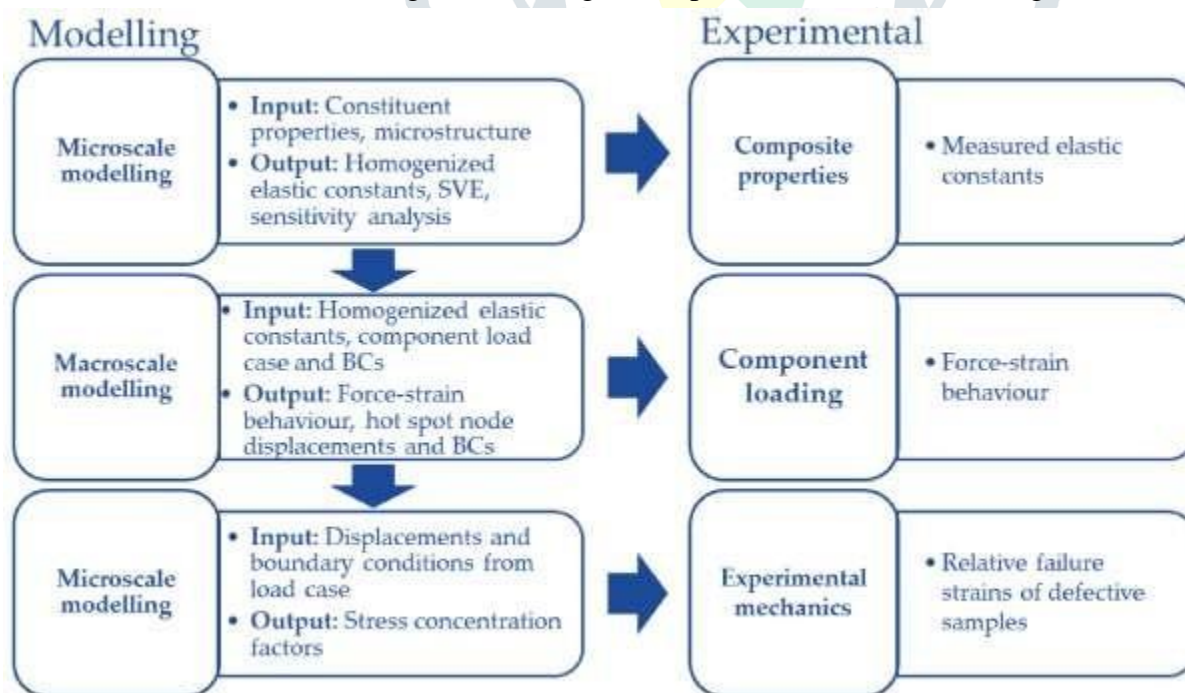 Modelling
Experimental
Microscale
modelling
• Input: Constituent
properties, microstructure
• Output: Homogenized
elastic constants, SVE,
sensitivity analysis
Composite
properties
• Measured elastic
constants
Macroscale
modelling
• Input: Homogenized elastic
constants, component load
case and BCs
• Output: Force-strain
behaviour, hot spot node
displacements and BCs
Component
loading
• Force-strain
behaviour
Microscale
modelling
• Input: Displacements and
boundary conditions from
load case
• Output: Stress concentration
factors
Experimental
mechanics
• Relative failure
strains of defective
samples